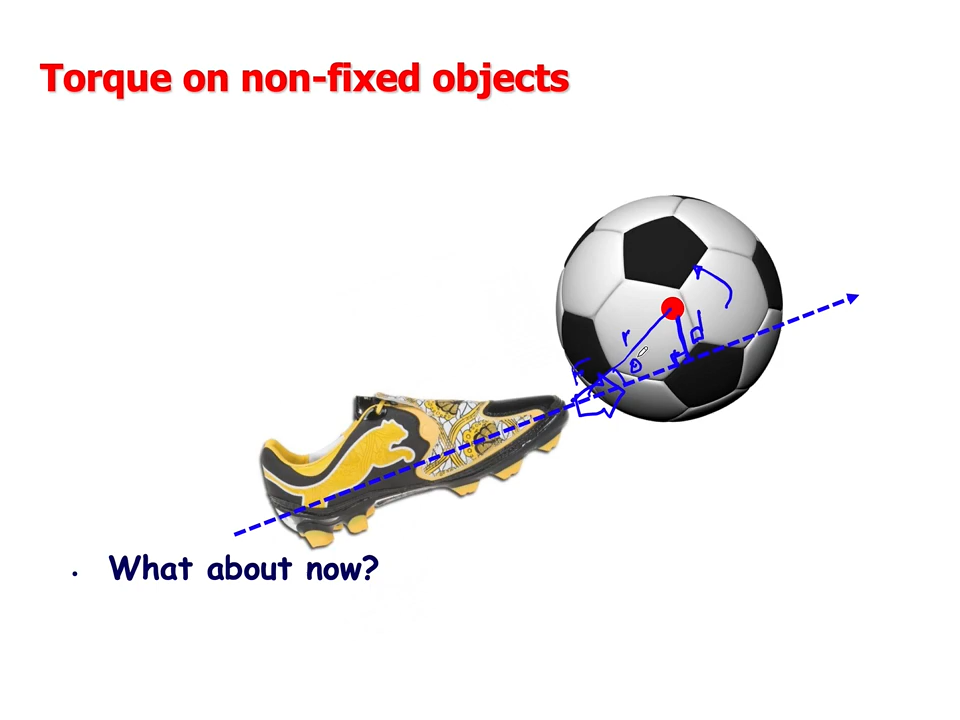 Torque on non-fixed objects
r
d
θ
F
• What about now?